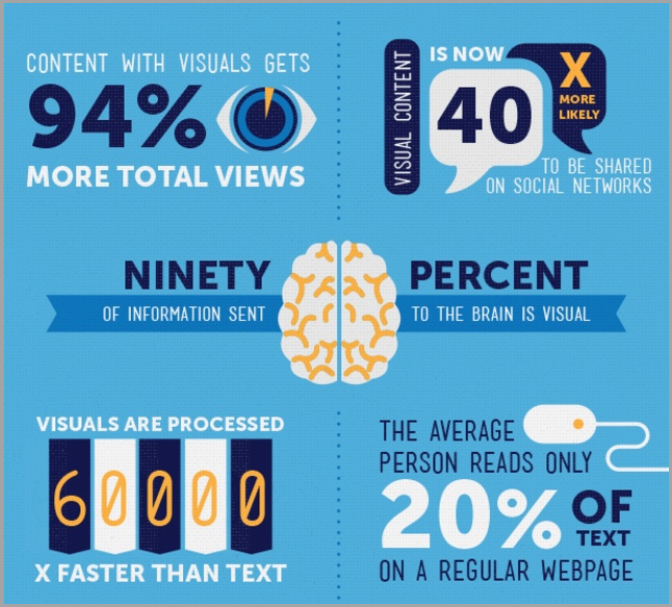 CONTENT WITH VISUALS GETS
94%
MORE TOTAL VIEWS
VISUAL CONTENT
IS NOW
40
X
MORE
LIKELY
TO BE SHARED
ON SOCIAL NETWORKS
NINETY PERCENT
OF INFORMATION SENT TO THE BRAIN IS VISUAL
VISUALS ARE PROCESSED
60000
X FASTER THAN TEXT
THE AVERAGE
PERSON READS ONLY
20% OF
TEXT
ON A REGULAR WEBPAGE